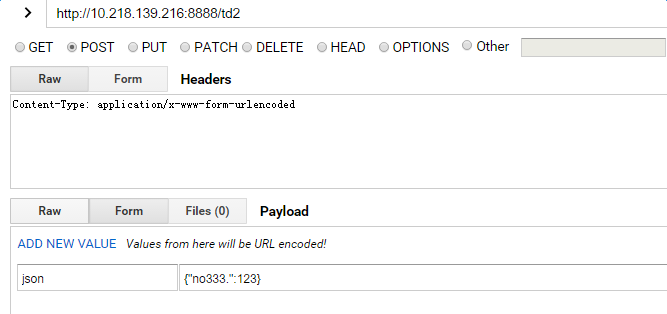 http://10.218.139.216:8888/td2
GET POST PUT PATCH DELETE HEAD OPTIONS Other
Raw Form Headers
Content-Type: application/x-www-form-urlencoded
Raw Form Files (0) Payload
ADD NEW VALUE Values from here will be URL encoded!
json {"no333.":123}